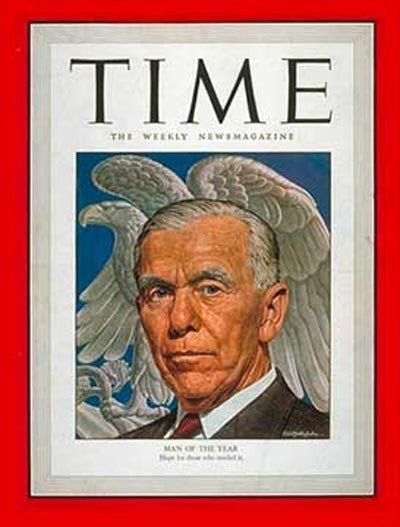 TIME
THE WEEKLY NEWSMAGAZINE
MAN OF THE YEAR
Hope for those who needed it.